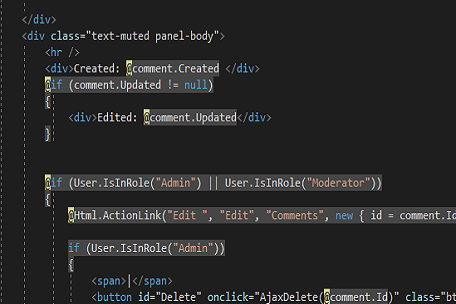 </div>
<div class="text-muted panel-body">
<hr />
<div>Created: @comment.Created </div>
@if (comment.Updated != null)
{
<div>Edited: @comment.Updated</div>
}
@if (User.IsInRole("Admin") || User.IsInRole("Moderator"))
{
@Html.ActionLink("Edit ", "Edit", "Comments", new { id = comment.Id
if (User.IsInRole("Admin"))
{
<span>|</span>
<button id="Delete" onclick="AjaxDelete(@comment.Id)" class="bt